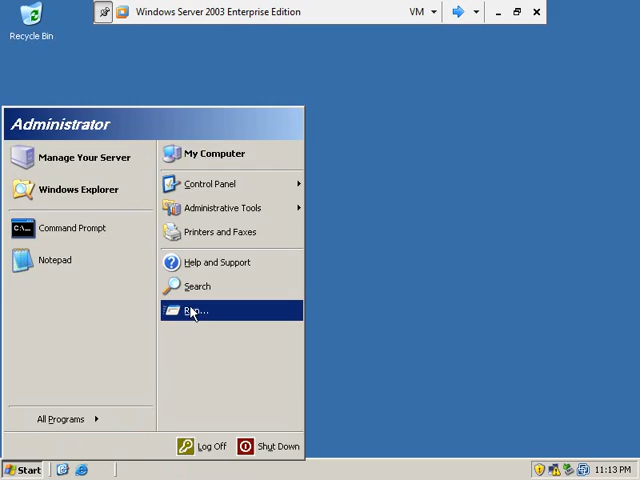 Windows Server 2003 Enterprise Edition
VM
Recycle Bin
Administrator
Manage Your Server
Windows Explorer
Command Prompt
Notepad
All Programs
My Computer
Control Panel
Administrative Tools
Printers and Faxes
Help and Support
Search
Log Off
Shut Down
Start
11:13 PM